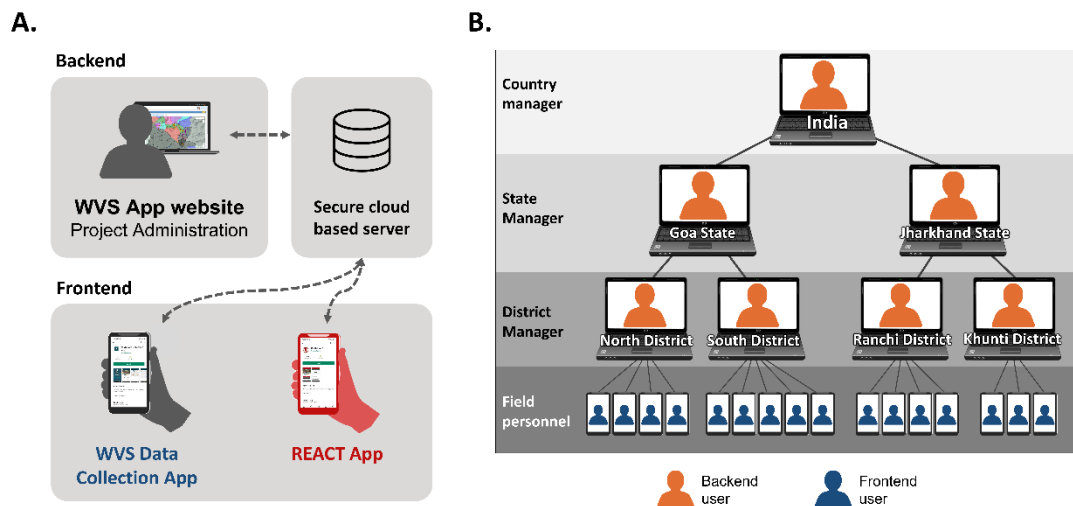 A.
Backend
WVS App website
Project Administration
Secure cloud
based server
Frontend
WVS Data
Collection App
REACT App
B.
Country
manager
India
State
Manager
Goa State
Jharkhand State
District
Manager
North District
South District
Ranchi District
Khunti District
Field
personnel
Backend
user
Frontend
user